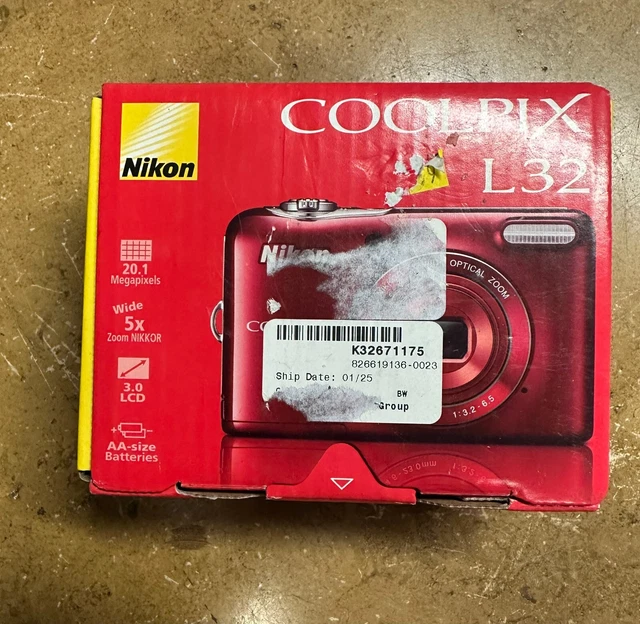 COOLPIX
L32
Nikon
20.1
Megapixels
Wide
5x
Zoom NIKKOR
3.0
LCD
AA-size
Batteries
Nikon
OPTICAL ZOOM
1:3.2-6.5
K32671175
826619136-0023
Ship Date: 01/25
BW
Group